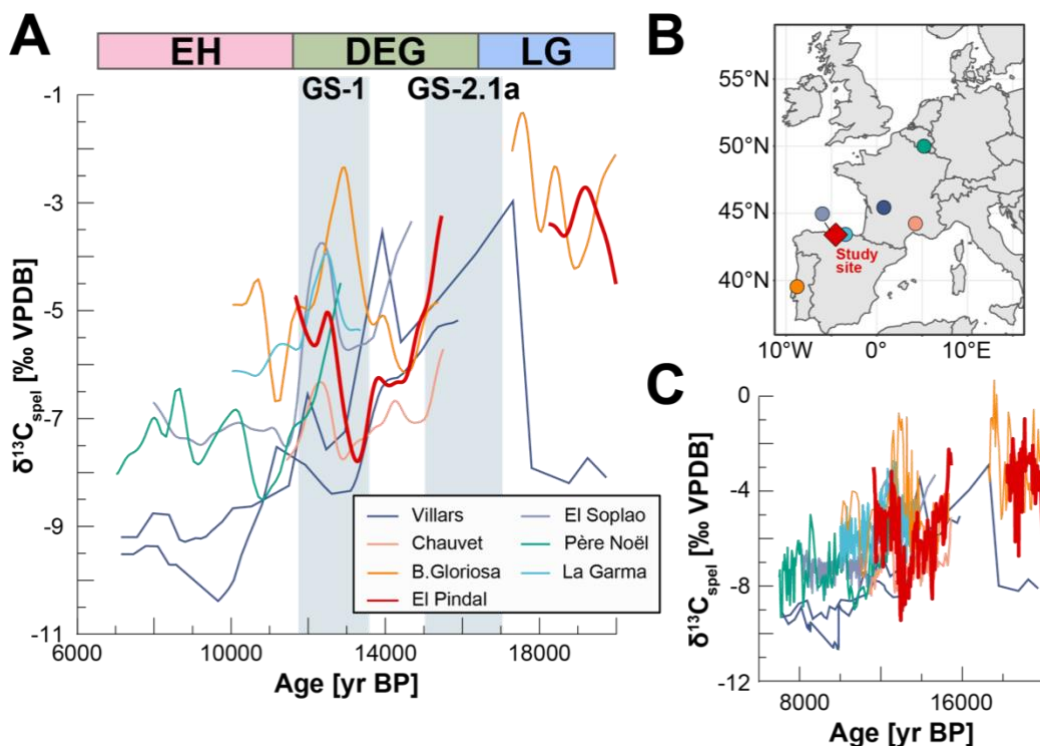 A
EH DEG LG
GS-1 GS-2.1a
-1
-3
-5
-7
-9
-11
δ¹³C_spel [‰ VPDB]
Villars
Chauvet
B.Gloriosa
El Pindal
El Soplao
Père Noël
La Garma
6000 10000 14000 18000
Age [yr BP]
B
55°N
50°N
45°N
40°N
Study
site
10°W 0° 10°E
C
0
-4
-8
-12
δ¹³C_spel [‰ VPDB]
8000 16000
Age [yr BP]